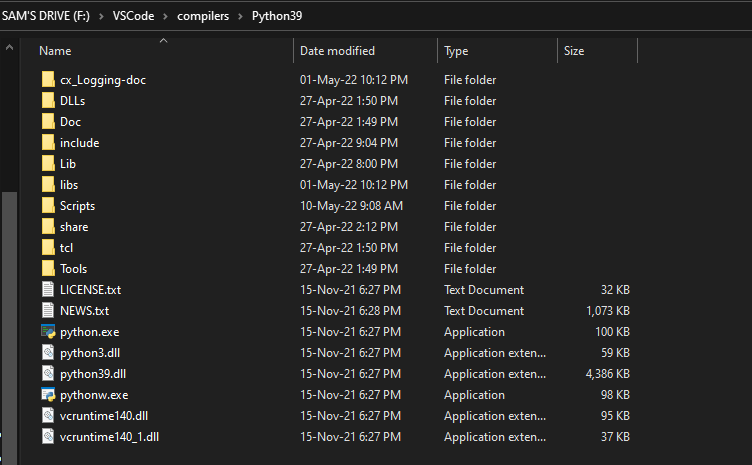 SAM'S DRIVE (F:) > VSCode > compilers > Python39
Name Date modified Type Size
cx_Logging-doc 01-May-22 10:12 PM File folder
DLLs 27-Apr-22 1:50 PM File folder
Doc 27-Apr-22 1:49 PM File folder
include 27-Apr-22 9:04 PM File folder
Lib 27-Apr-22 8:00 PM File folder
libs 01-May-22 10:12 PM File folder
Scripts 10-May-22 9:08 AM File folder
share 27-Apr-22 2:12 PM File folder
tcl 27-Apr-22 1:50 PM File folder
Tools 27-Apr-22 1:49 PM File folder
LICENSE.txt 15-Nov-21 6:27 PM Text Document 32 KB
NEWS.txt 15-Nov-21 6:28 PM Text Document 1,073 KB
python.exe 15-Nov-21 6:27 PM Application 100 KB
python3.dll 15-Nov-21 6:27 PM Application exten... 59 KB
python39.dll 15-Nov-21 6:27 PM Application exten... 4,386 KB
pythonw.exe 15-Nov-21 6:27 PM Application 98 KB
vcruntime140.dll 15-Nov-21 6:27 PM Application exten... 95 KB
vcruntime140_1.dll 15-Nov-21 6:27 PM Application exten... 37 KB